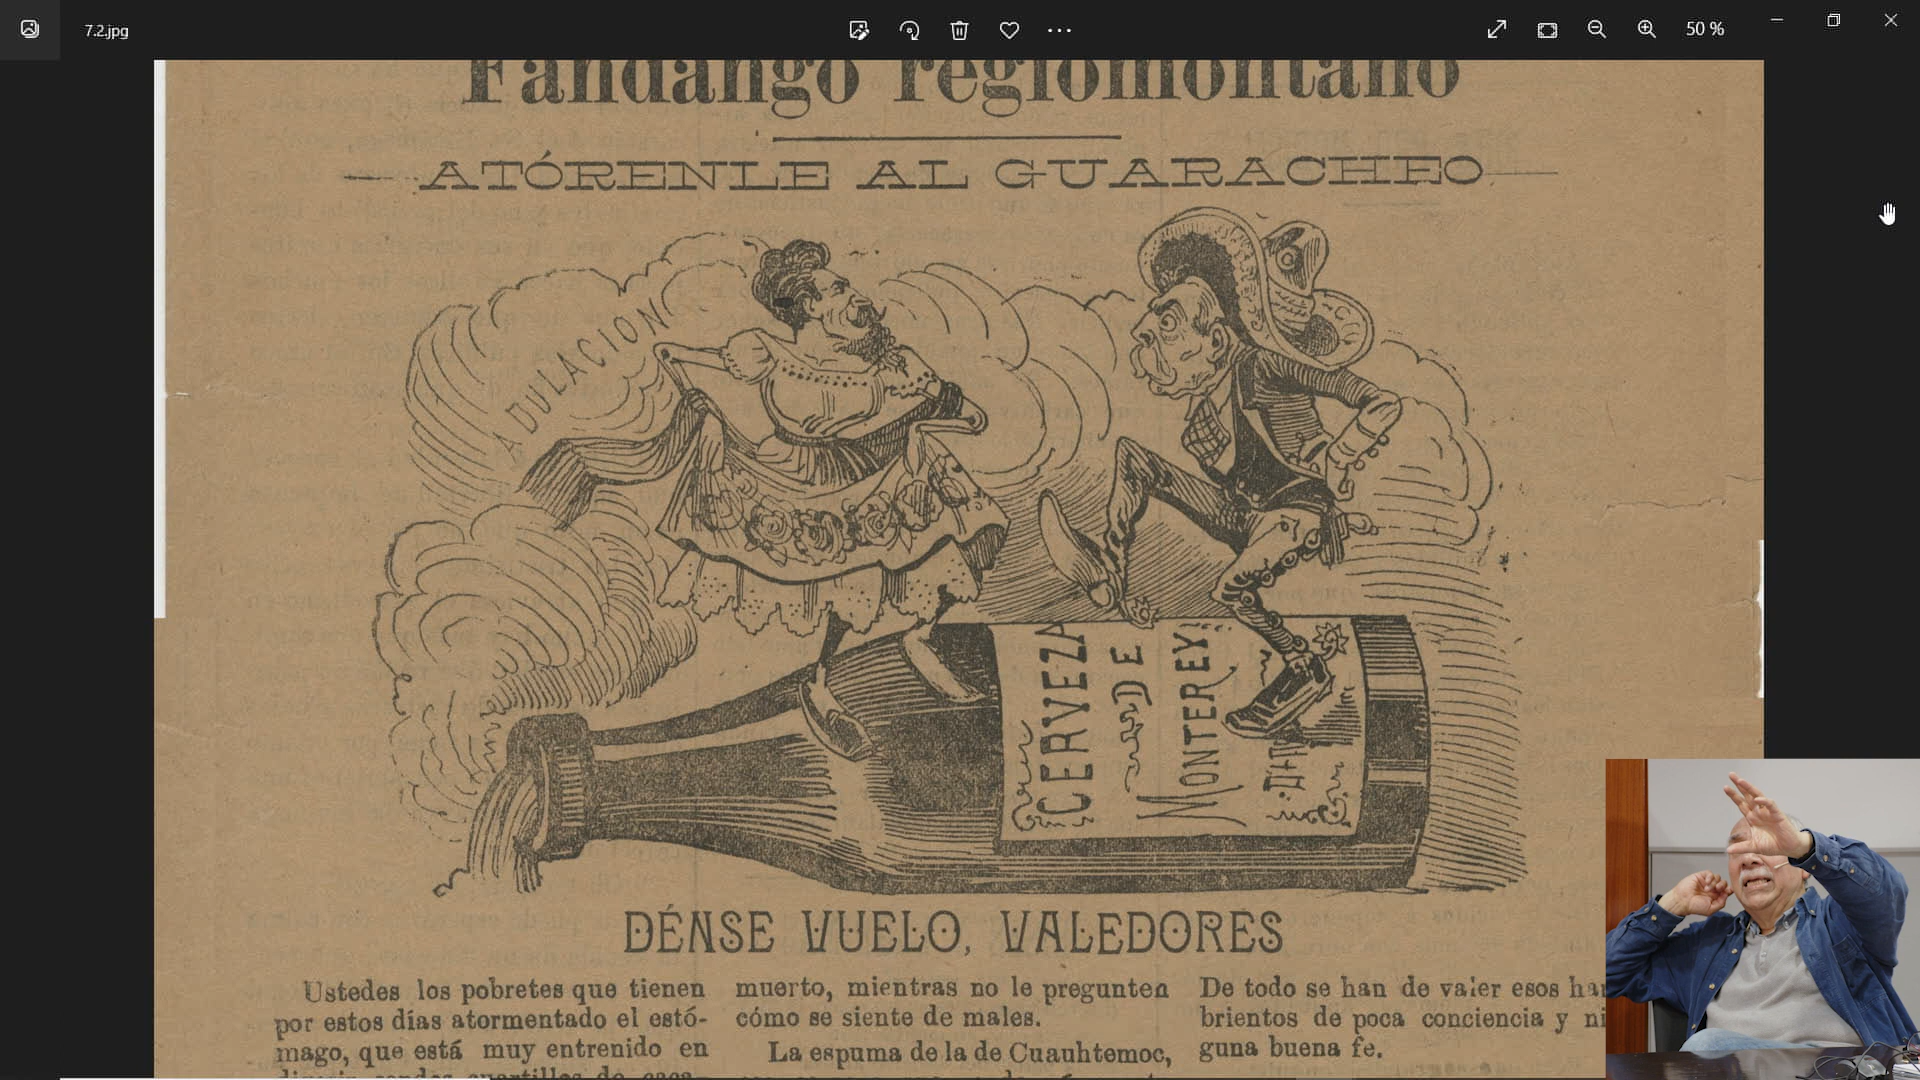 7.2.jpg
50 %
Fandango regiomontano
ATÓRENLE AL GUARACHEO
ADULACION
CERVEZA
DE
MONTEREY
DÉNSE VUELO, VALEDORES
Ustedes los pobretes que tienen
por estos días atormentado el estó-
mago, que está muy entrenido en
muerto, mientras no le pregunten
cómo se siente de males.
La espuma de la de Cuauhtemoc,
De todo se han de valer esos
brientos de poca conciencia y
guna buena fe.